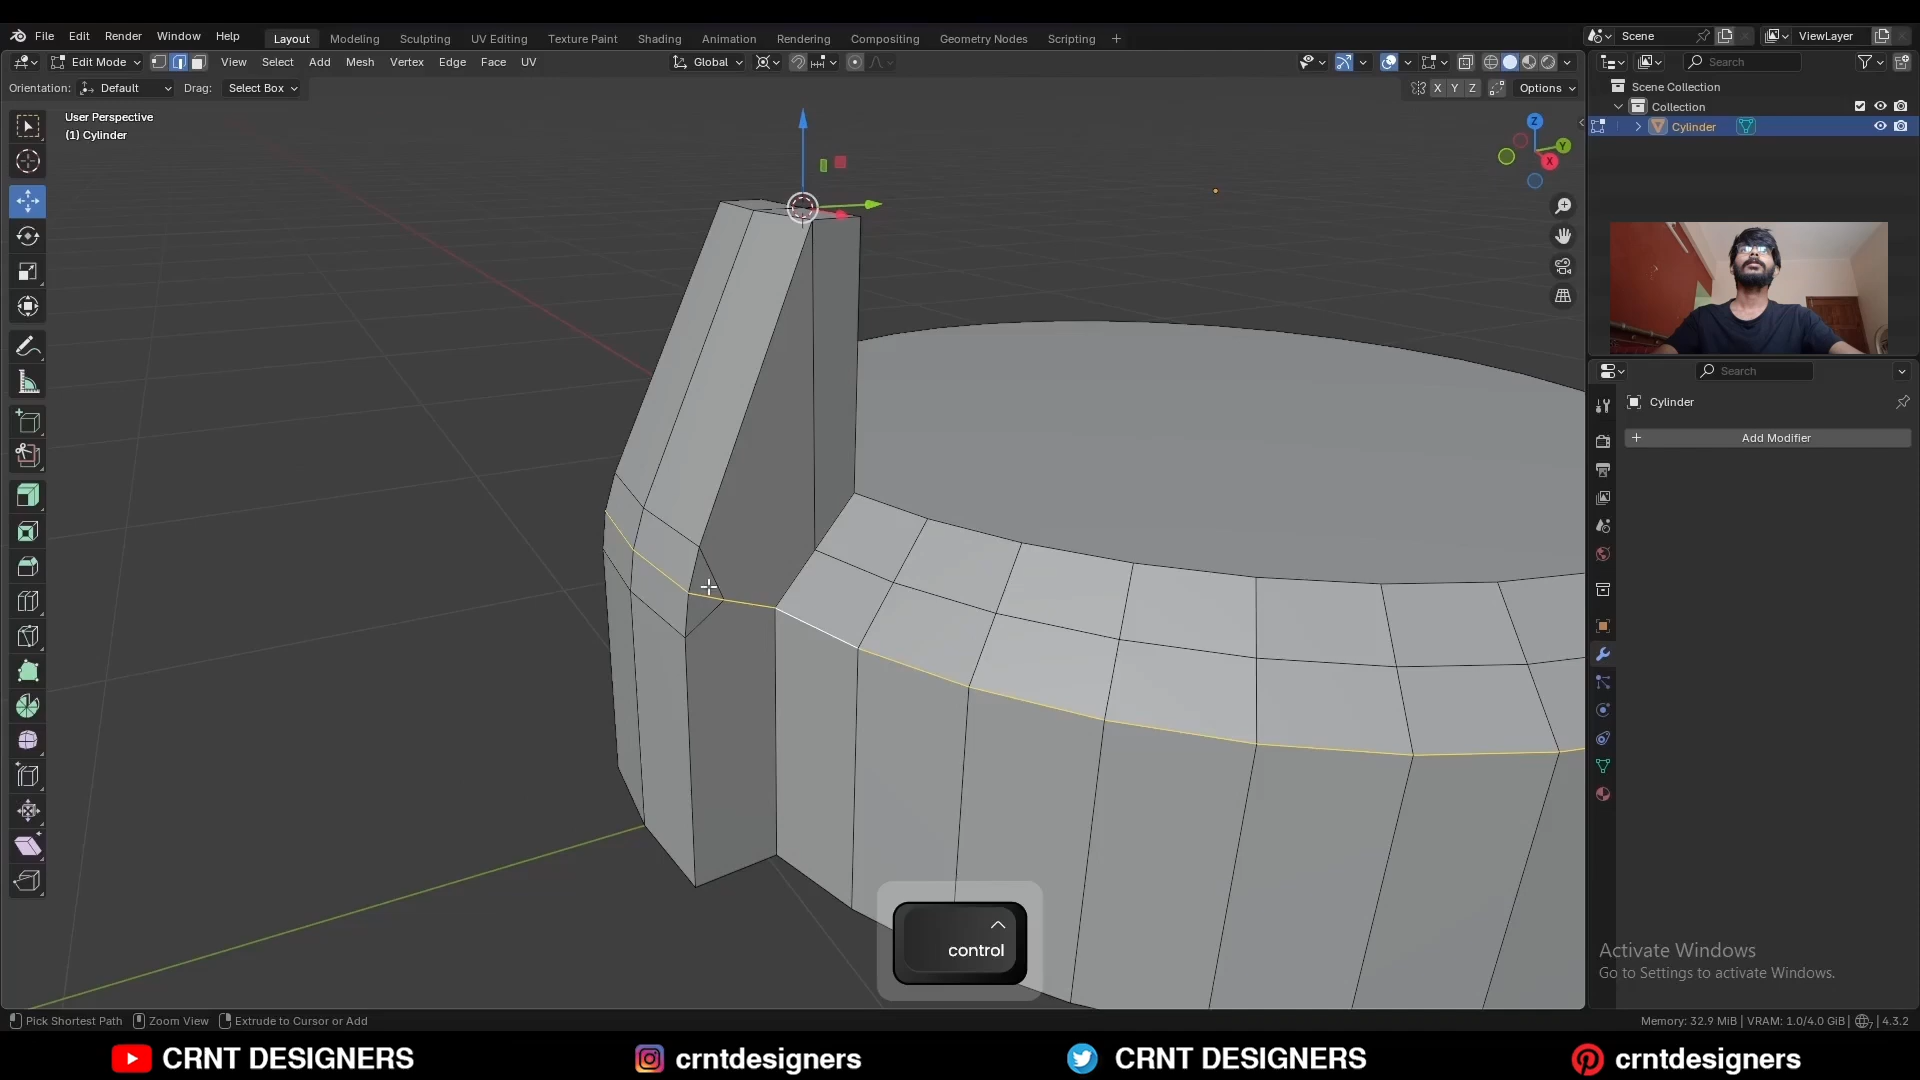 File Edit Render Window Help Layout Modeling Sculpting UV Editing Texture Paint Shading Animation Rendering Compositing Geometry Nodes Scripting + Scene ViewLayer
Edit Mode View Select Add Mesh Vertex Edge Face UV Global Search
Orientation: Default Drag: Select Box X Y Z Options Scene Collection
Collection
User Perspective
(1) Cylinder
Cylinder
Z
Y
X
Search
Cylinder
+ Add Modifier
control
Activate Windows
Go to Settings to activate Windows.
Pick Shortest Path Zoom View Extrude to Cursor or Add Memory: 32.9 MiB | VRAM: 1.0/4.0 GiB | 7 | 4.3.2
CRNT DESIGNERS crntdesigners CRNT DESIGNERS crntdesigners